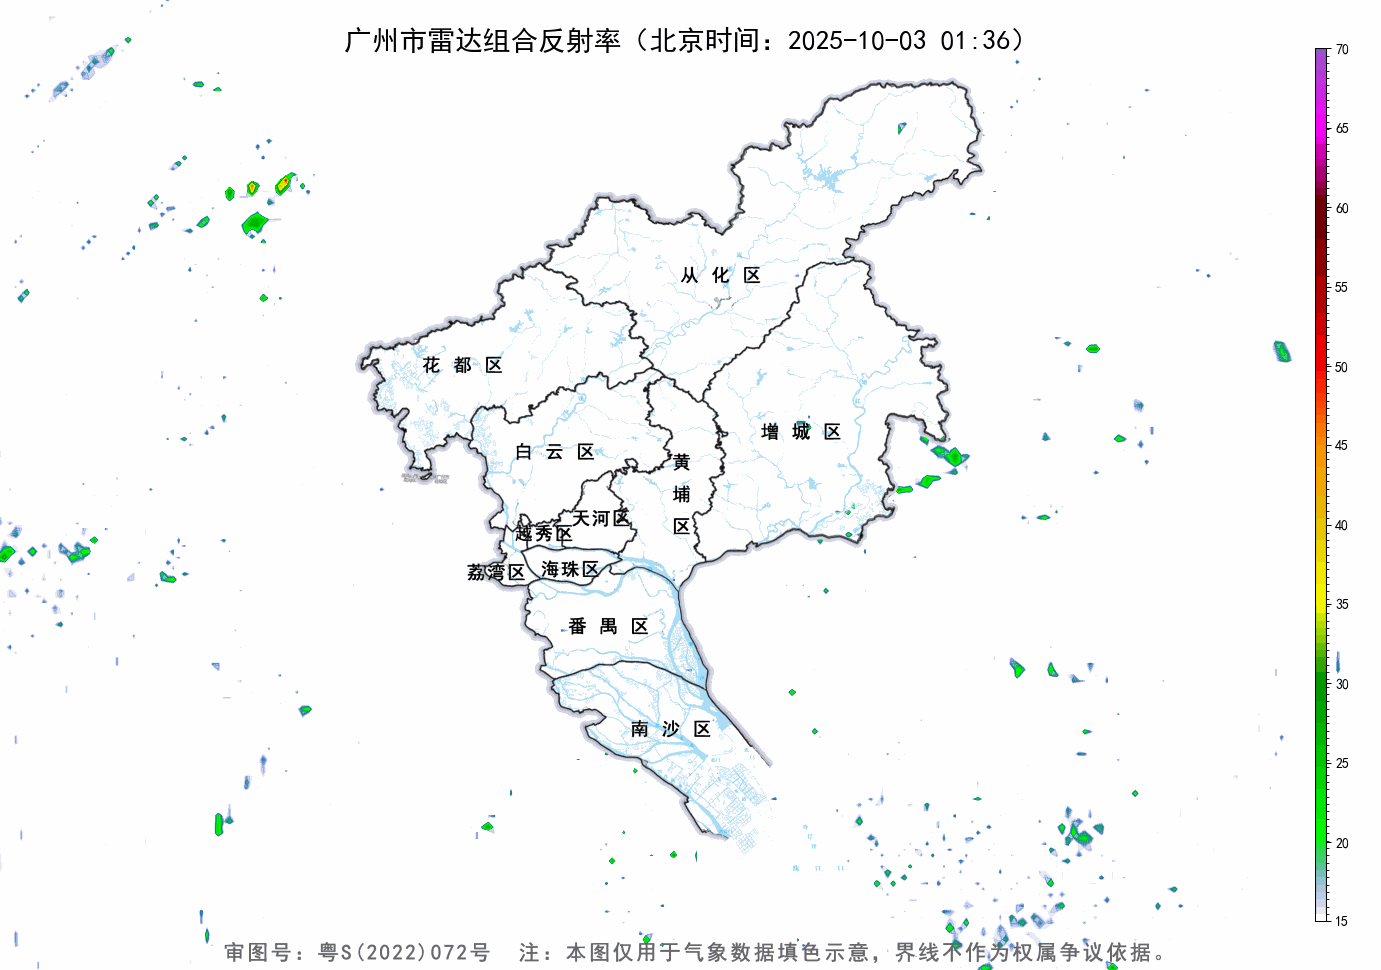 广州市雷达组合反射率（北京时间：2025-10-03 01:36）
70
65
60
55
50
45
40
35
30
25
20
15
从化区
花都区
增城区
白云区
黄埔区
天河区
越秀区
荔湾区
海珠区
番禺区
南沙区
审图号：粤S(2022)072号 注：本图仅用于气象数据填色示意，界线不作为权属争议依据。